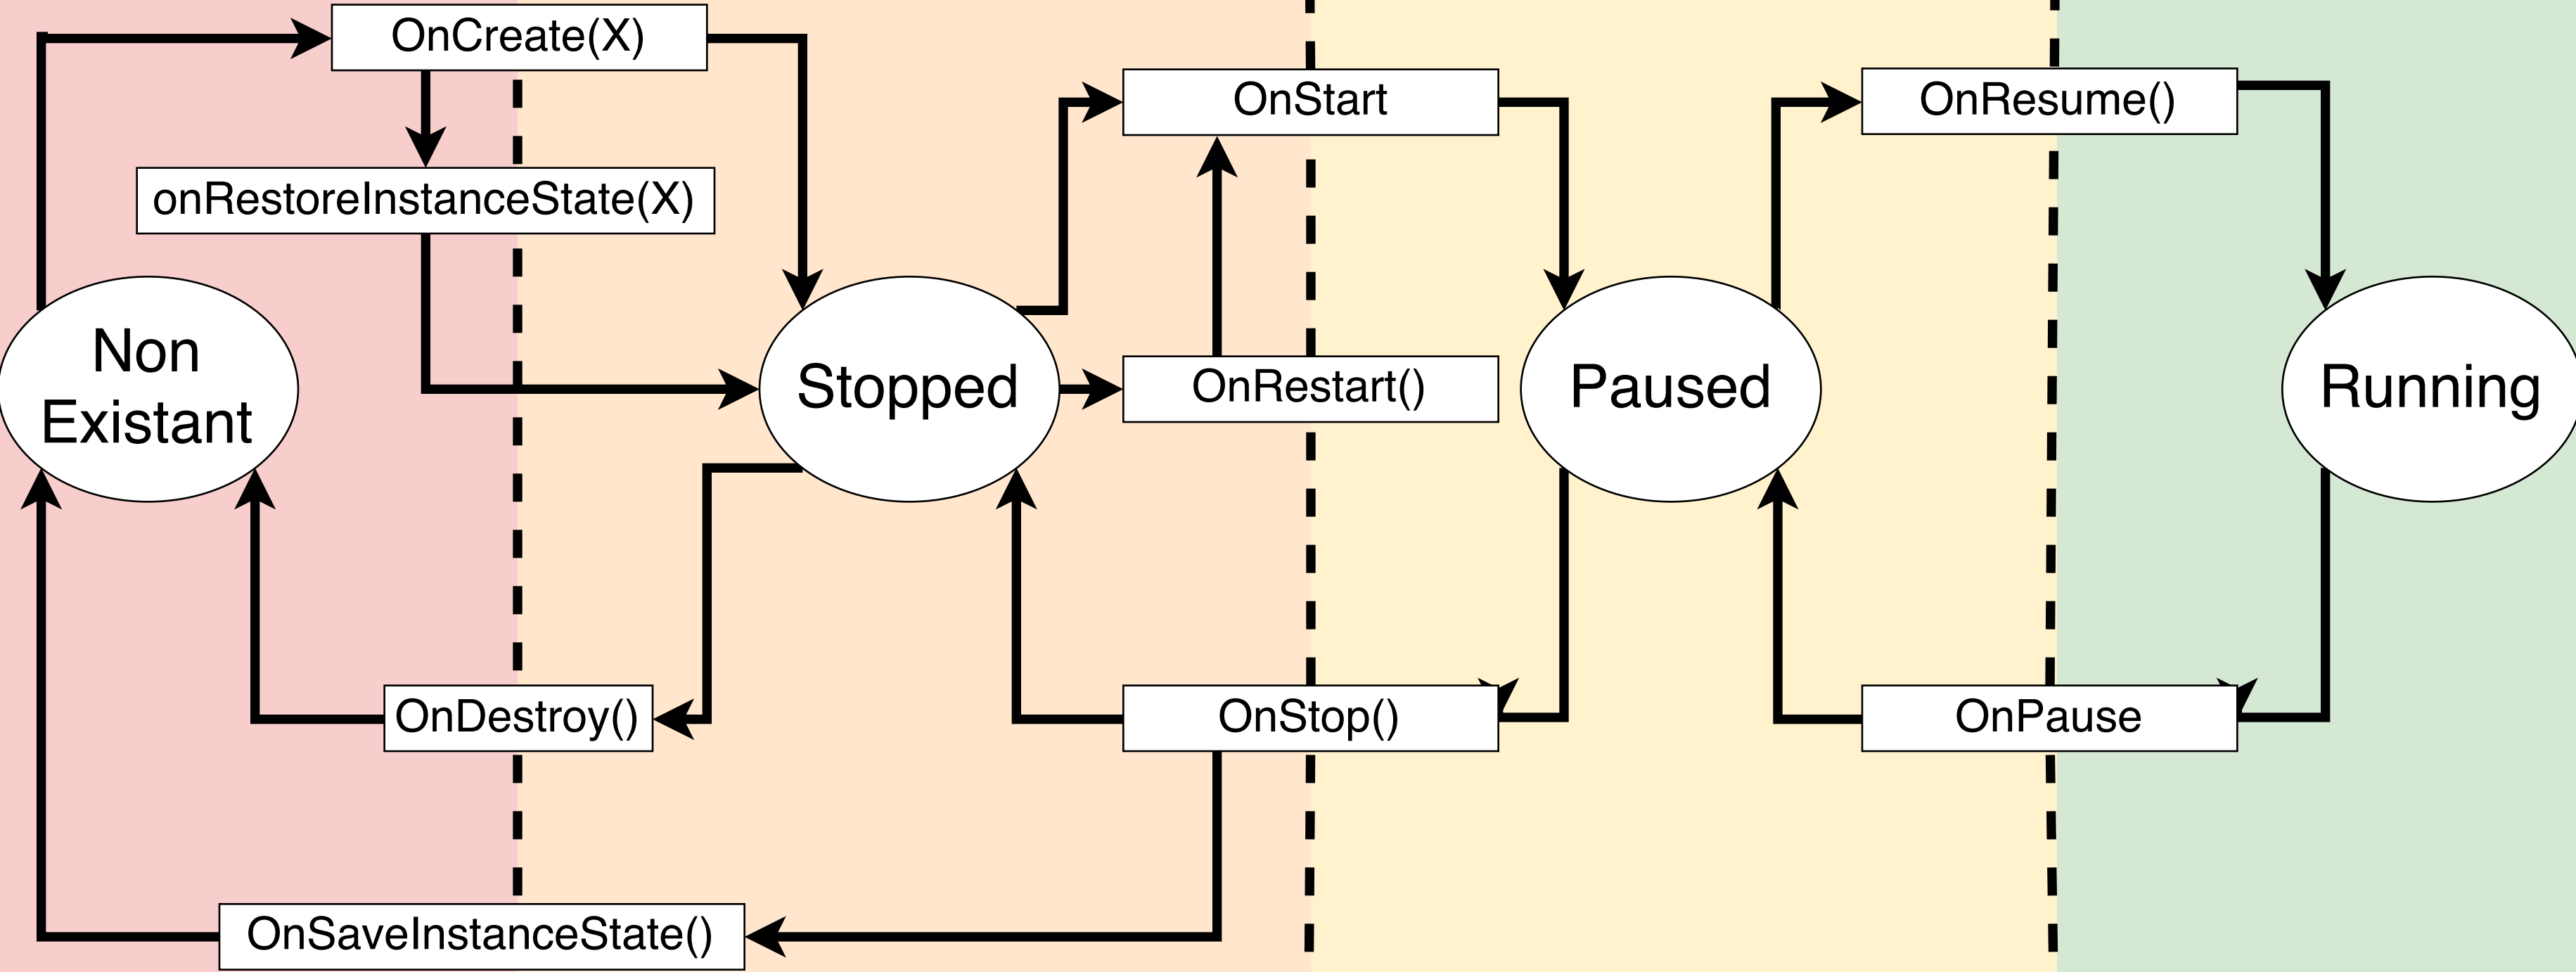 OnCreate(X)
OnStart
OnResume()
onRestoreInstanceState(X)
Non
Existant
Stopped
OnRestart()
Paused
Running
OnDestroy()
OnStop()
OnPause
OnSaveInstanceState()